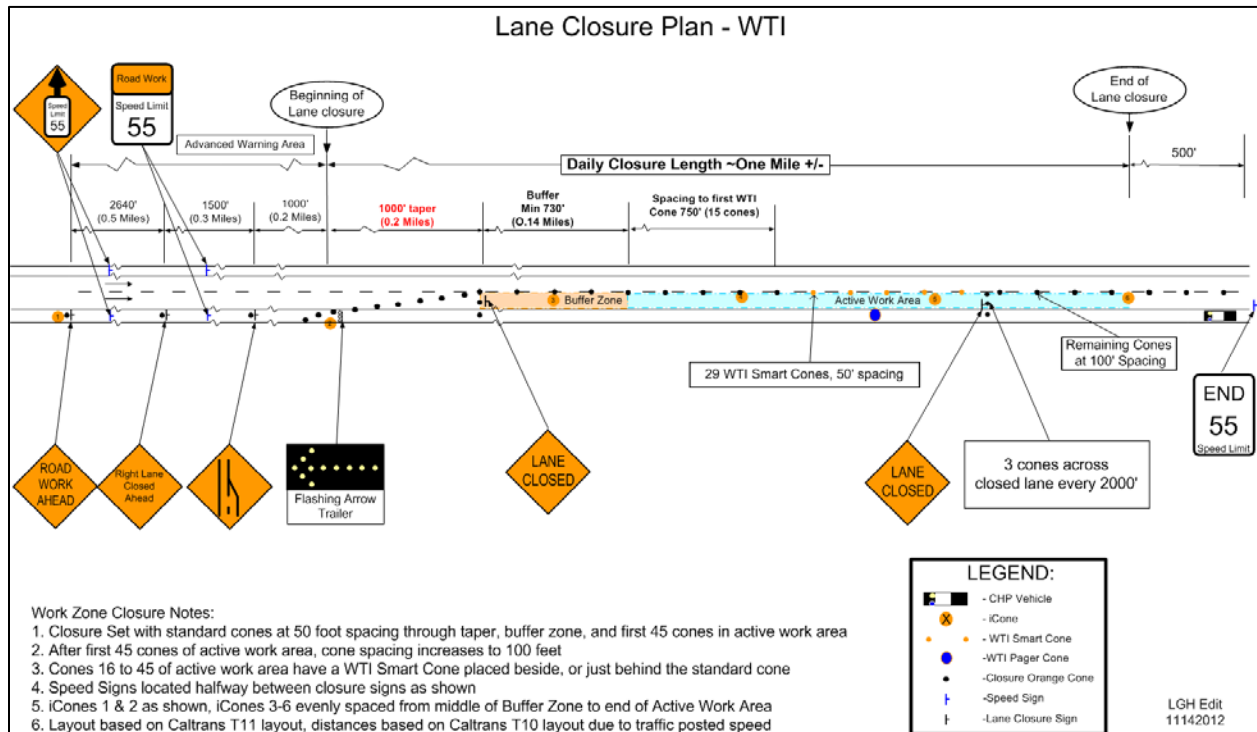 Lane Closure Plan - WTI
Speed
Limit
55
Road Work
Speed Limit
55
Beginning of
Lane closure
End of
Lane closure
Advanced Warning Area
Daily Closure Length ~One Mile +/-
500'
2640'
(0.5 Miles)
1500'
(0.3 Miles)
1000'
(0.2 Miles)
1000' taper
(0.2 Miles)
Buffer
Min 730'
(O.14 Miles)
Spacing to first WTI
Cone 750' (15 cones)
1
2
3
Buffer Zone
4
Active Work Area
5
6
29 WTI Smart Cones, 50' spacing
Remaining Cones
at 100' Spacing
END
55
Speed Limit
ROAD
WORK
AHEAD
Right Lane
Closed
Ahead
Flashing Arrow
Trailer
LANE
CLOSED
LANE
CLOSED
3 cones across
closed lane every 2000'
Work Zone Closure Notes:
1. Closure Set with standard cones at 50 foot spacing through taper, buffer zone, and first 45 cones in active work area
2. After first 45 cones of active work area, cone spacing increases to 100 feet
3. Cones 16 to 45 of active work area have a WTI Smart Cone placed beside, or just behind the standard cone
4. Speed Signs located halfway between closure signs as shown
5. iCones 1 & 2 as shown, iCones 3-6 evenly spaced from middle of Buffer Zone to end of Active Work Area
6. Layout based on Caltrans T11 layout, distances based on Caltrans T10 layout due to traffic posted speed
LEGEND:
- CHP Vehicle
X - iCone
- WTI Smart Cone
-WTI Pager Cone
-Closure Orange Cone
-Speed Sign
-Lane Closure Sign
LGH Edit
11142012